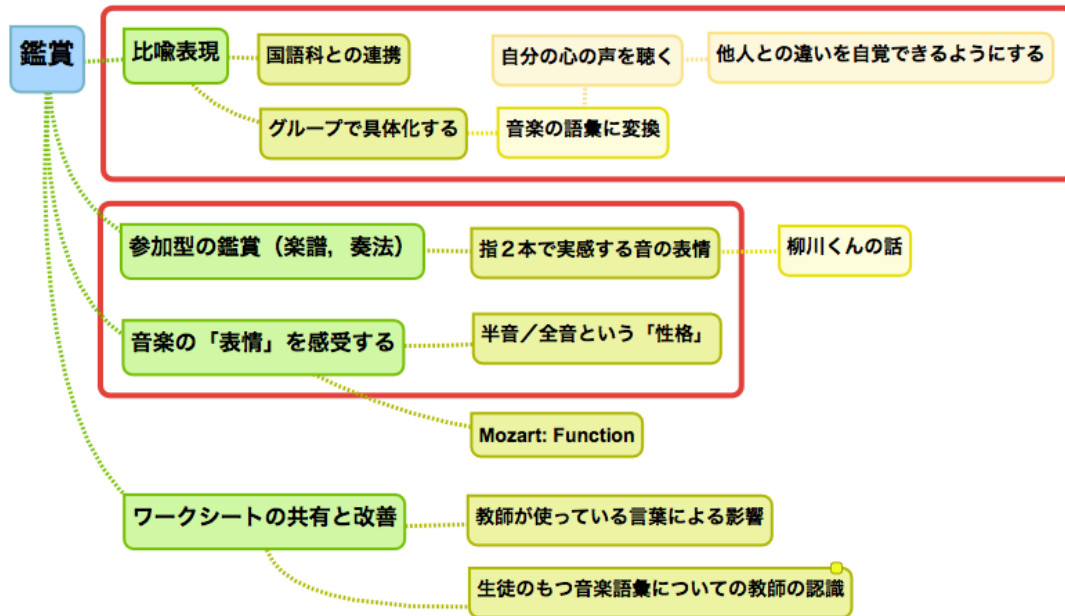 鑑賞
比喩表現
国語科との連携
自分の心の声を聴く
他人との違いを自覚できるようにする
グループで具体化する
音楽の語彙に変換
参加型の鑑賞（楽譜，奏法）
指２本で実感する音の表情
柳川くんの話
音楽の「表情」を感受する
半音／全音という「性格」
Mozart: Function
ワークシートの共有と改善
教師が使っている言葉による影響
生徒のもつ音楽語彙についての教師の認識